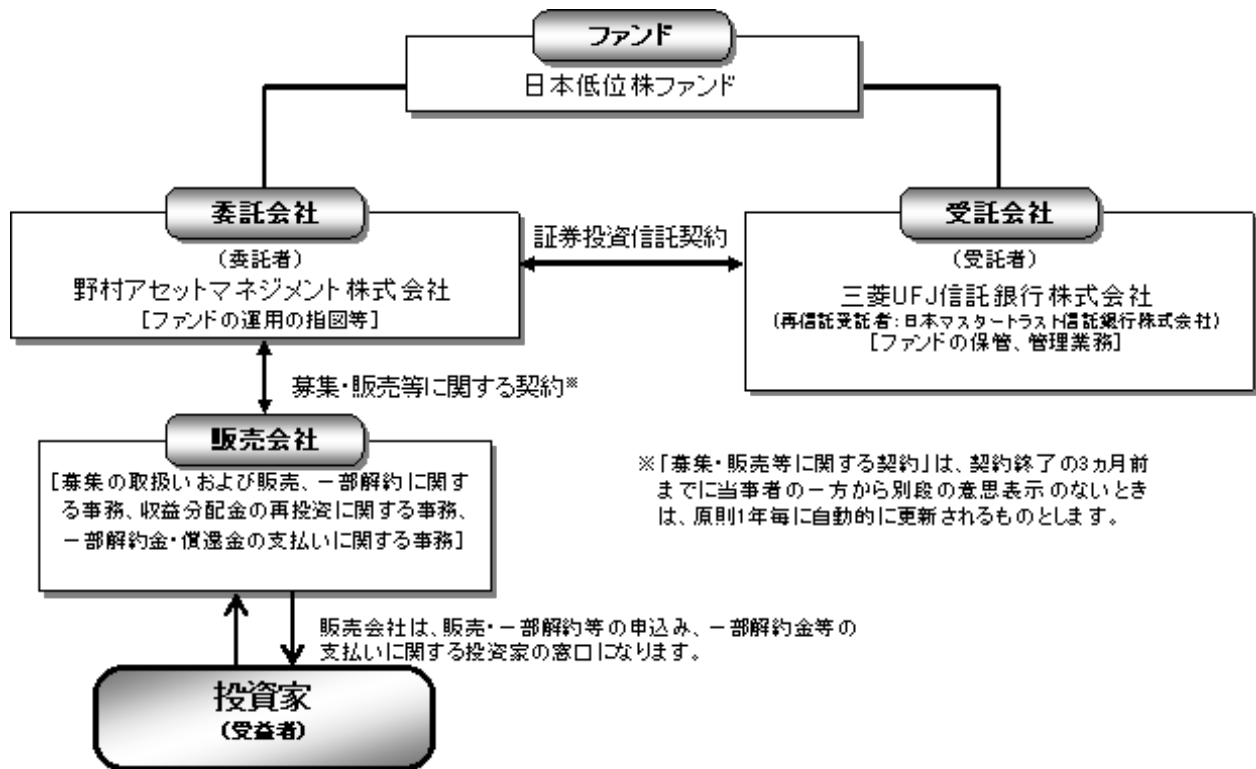 ファンド
日本低位株ファンド
委託会社
(委託者)
野村アセットマネジメント株式会社
[ファンドの運用の指図等]
証券投資信託契約
受託会社
(受託者)
三菱UFJ信託銀行株式会社
(再信託受託者:日本マスタートラスト信託銀行株式会社)
[ファンドの保管、管理業務]
募集・販売等に関する契約※
販売会社
[募集の取扱いおよび販売、一部解約に関す
る事務、収益分配金の再投資に関する事務、
一部解約金・償還金の支払いに関する事務]
※「募集・販売等に関する契約」は、契約終了の3ヵ月前
までに当事者の一方から別段の意思表示のないとき
は、原則1年毎に自動的に更新されるものとします。
販売会社は、販売・一部解約等の申込み、一部解約金等の
支払いに関する投資家の窓口になります。
投資家
(受益者)